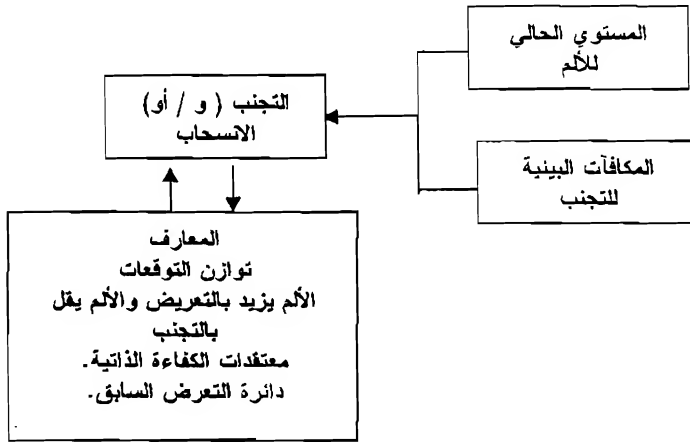 المستوي الحالي
للألم
التجنب ( و / أو)
الانسحاب
المكافآت البينية
للتجنب
المعارف
توازن التوقعات
الألم يزيد بالتعريض والألم يقل
بالتجنب
معتقدات الكفاءة الذاتية.
دائرة التعرض السابق.